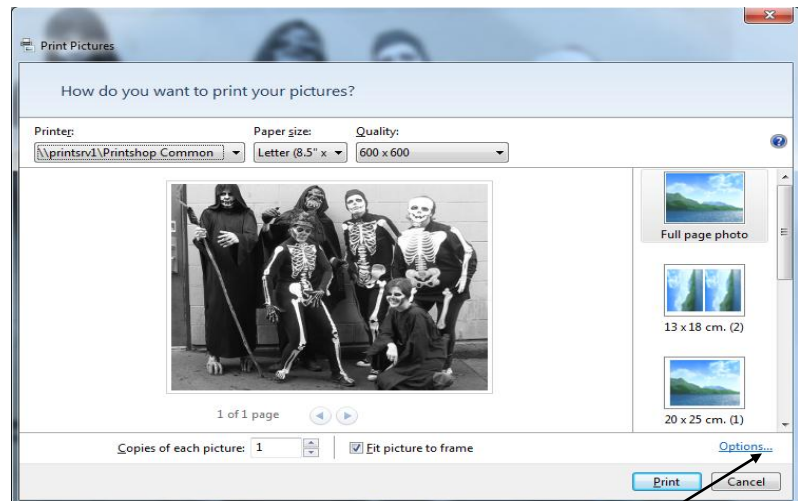 Print Pictures
How do you want to print your pictures?
Printer: Paper size: Quality:
\\printsrv1\Printshop Common Letter (8.5" x 600 x 600
Full page photo
13 x 18 cm. (2)
20 x 25 cm. (1)
1 of 1 page
Copies of each picture: 1 Fit picture to frame Options...
Print Cancel